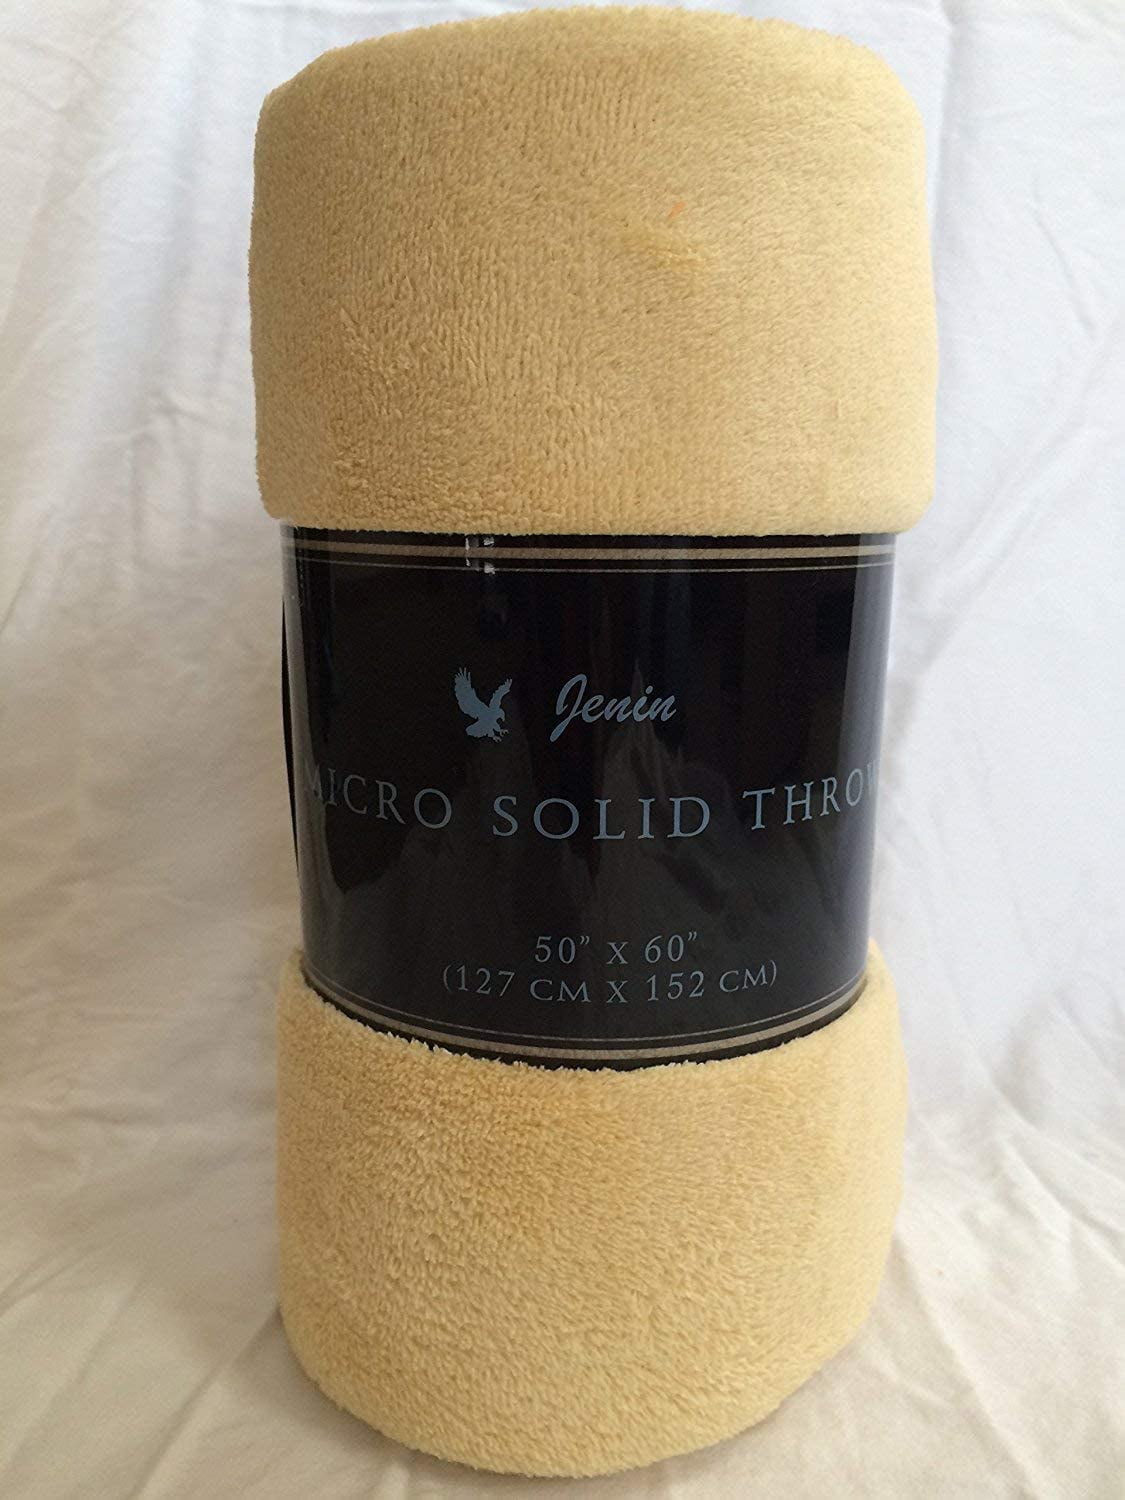 Jenin
MICRO SOLID THROW
50” X 60”
(127 CM X 152 CM)